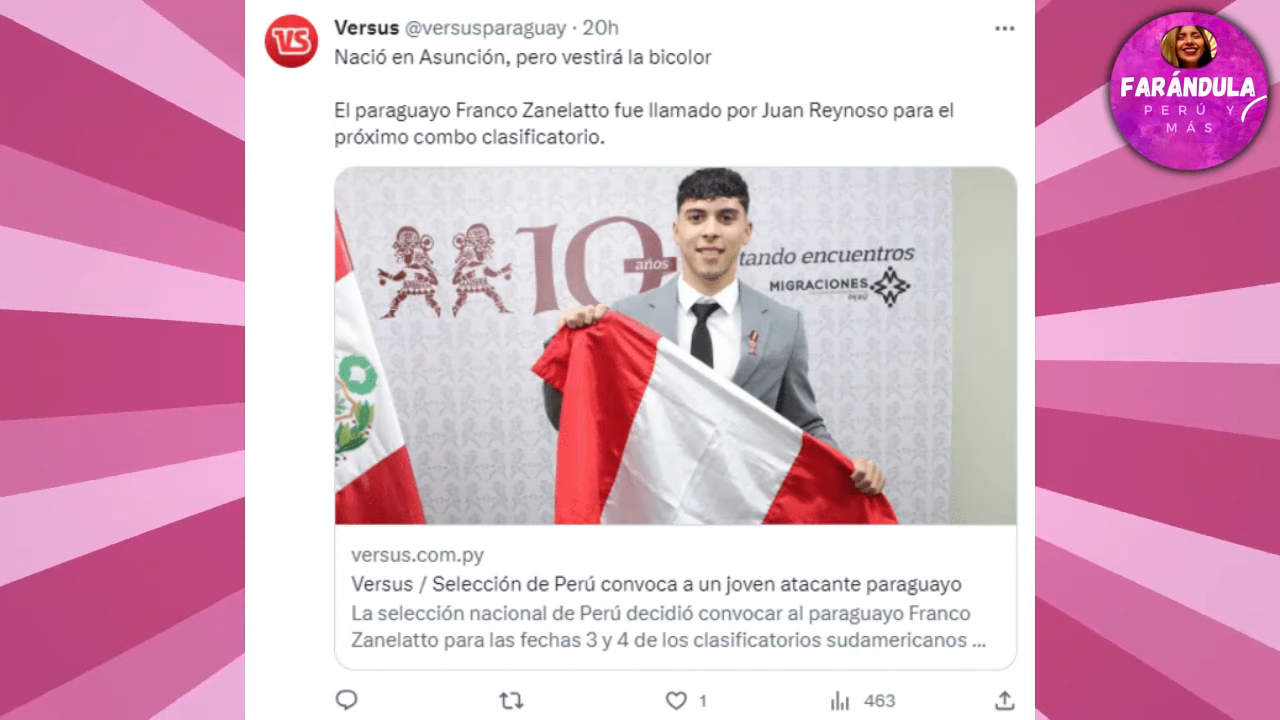 VS
Versus @versusparaguay · 20h
Nació en Asunción, pero vestirá la bicolor
El paraguayo Franco Zanelatto fue llamado por Juan Reynoso para el
próximo combo clasificatorio.
10
años
tando encuentros
MIGRACIONES
PERÚ
versus.com.py
Versus / Selección de Perú convoca a un joven atacante paraguayo
La selección nacional de Perú decidió convocar al paraguayo Franco
Zanelatto para las fechas 3 y 4 de los clasificatorios sudamericanos ...
1
463
FARÁNDULA
PERÚ Y
MÁS